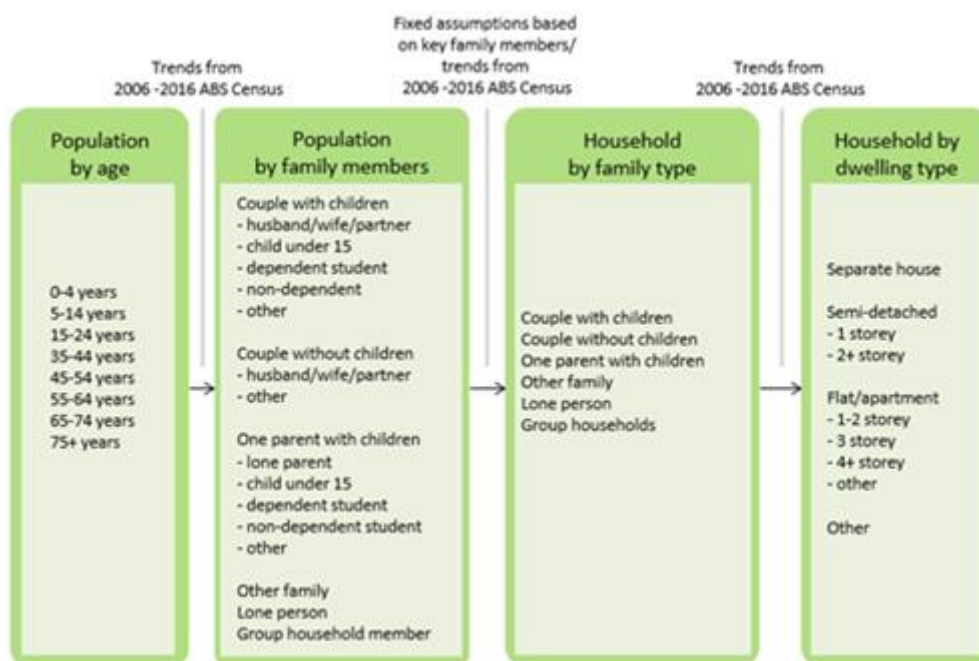 Trends from
2006 -2016 ABS Census
Fixed assumptions based
on key family members/
trends from
2006 -2016 ABS Census
Trends from
2006 -2016 ABS Census
Population
by age
0-4 years
5-14 years
15-24 years
35-44 years
45-54 years
55-64 years
65-74 years
75+ years
Population
by family members
Couple with children
- husband/wife/partner
- child under 15
- dependent student
- non-dependent
- other
Couple without children
- husband/wife/partner
- other
One parent with children
- lone parent
- child under 15
- dependent student
- non-dependent student
- other
Other family
Lone person
Group household member
Household
by family type
Couple with children
Couple without children
One parent with children
Other family
Lone person
Group households
Household by
dwelling type
Separate house
Semi-detached
- 1 storey
- 2+ storey
Flat/apartment
- 1-2 storey
- 3 storey
- 4+ storey
- other
Other